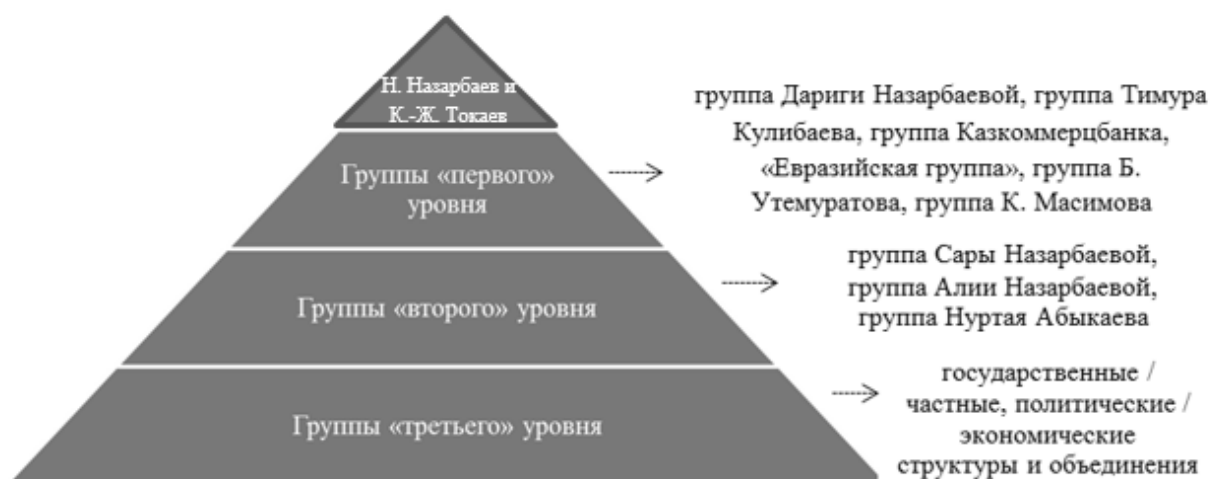 Н. Назарбаев и
К.-Ж. Токаев
Группы «первого»
уровня
группа Дариги Назарбаевой, группа Тимура
Кулибаева, группа Казкоммерцбанка,
«Евразийская группа», группа Б.
Утемуратова, группа К. Масимова
Группы «второго» уровня
группа Сары Назарбаевой,
группа Алии Назарбаевой,
группа Нуртая Абыкаева
Группы «третьего» уровня
государственные /
частные, политические /
экономические
структуры и объединения